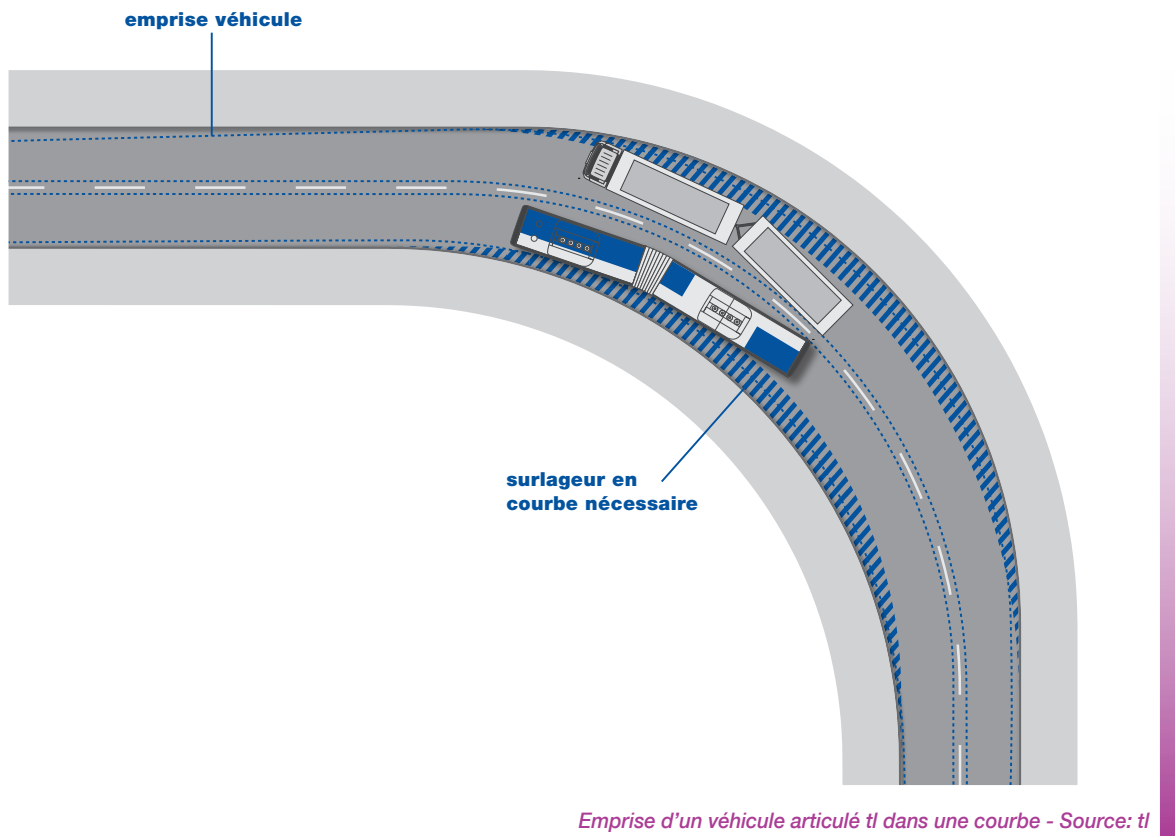 emprise véhicule
surlageur en
courbe nécessaire
Emprise d'un véhicule articulé tl dans une courbe - Source: tl